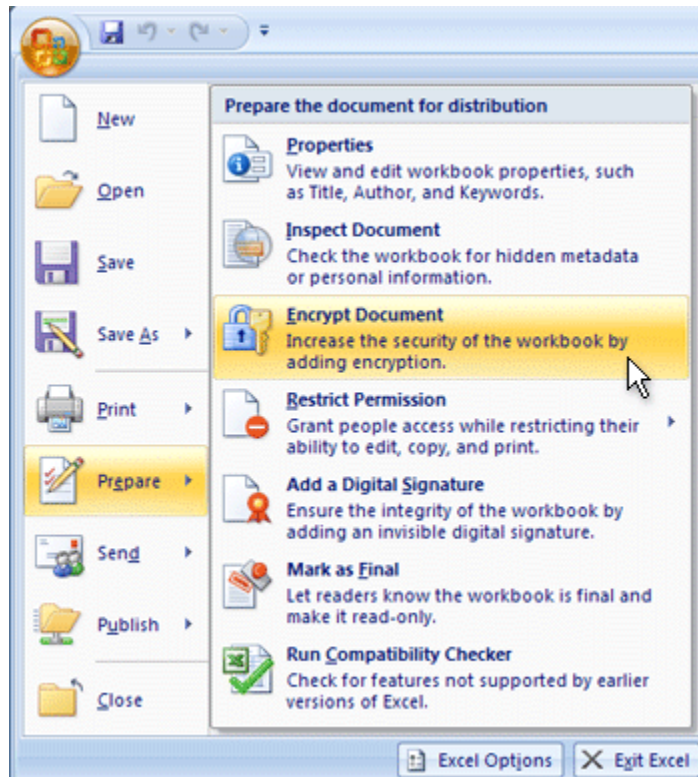 New
Open
Save
Save As
Print
Prepare
Send
Publish
Close
Prepare the document for distribution
Properties
View and edit workbook properties, such
as Title, Author, and Keywords.
Inspect Document
Check the workbook for hidden metadata
or personal information.
Encrypt Document
Increase the security of the workbook by
adding encryption.
Restrict Permission
Grant people access while restricting their
ability to edit, copy, and print.
Add a Digital Signature
Ensure the integrity of the workbook by
adding an invisible digital signature.
Mark as Final
Let readers know the workbook is final and
make it read-only.
Run Compatibility Checker
Check for features not supported by earlier
versions of Excel.
Excel Options
Exit Excel